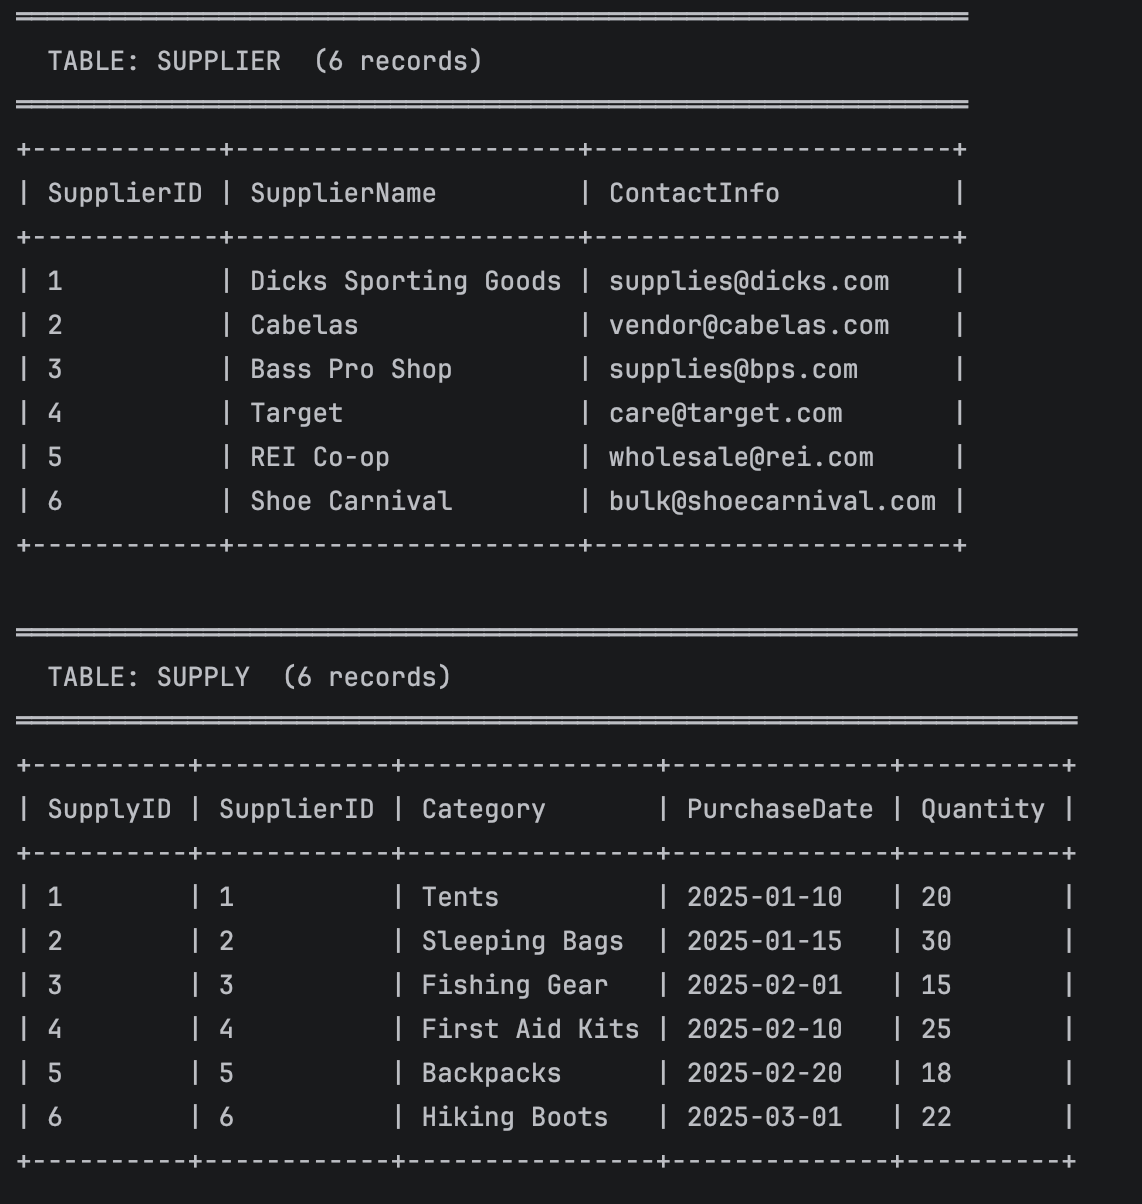 TABLE: SUPPLIER  (6 records)
+------------+----------------------+-----------------------+
| SupplierID | SupplierName         | ContactInfo           |
+------------+----------------------+-----------------------+
| 1          | Dicks Sporting Goods | supplies@dicks.com    |
| 2          | Cabelas              | vendor@cabelas.com    |
| 3          | Bass Pro Shop        | supplies@bps.com      |
| 4          | Target               | care@target.com       |
| 5          | REI Co-op            | wholesale@rei.com     |
| 6          | Shoe Carnival        | bulk@shoecarnival.com |
+------------+----------------------+-----------------------+
TABLE: SUPPLY  (6 records)
+----------+------------+----------------+--------------+----------+
| SupplyID | SupplierID | Category       | PurchaseDate | Quantity |
+----------+------------+----------------+--------------+----------+
| 1        | 1          | Tents          | 2025-01-10   | 20       |
| 2        | 2          | Sleeping Bags  | 2025-01-15   | 30       |
| 3        | 3          | Fishing Gear   | 2025-02-01   | 15       |
| 4        | 4          | First Aid Kits | 2025-02-10   | 25       |
| 5        | 5          | Backpacks      | 2025-02-20   | 18       |
| 6        | 6          | Hiking Boots   | 2025-03-01   | 22       |
+----------+------------+----------------+--------------+----------+